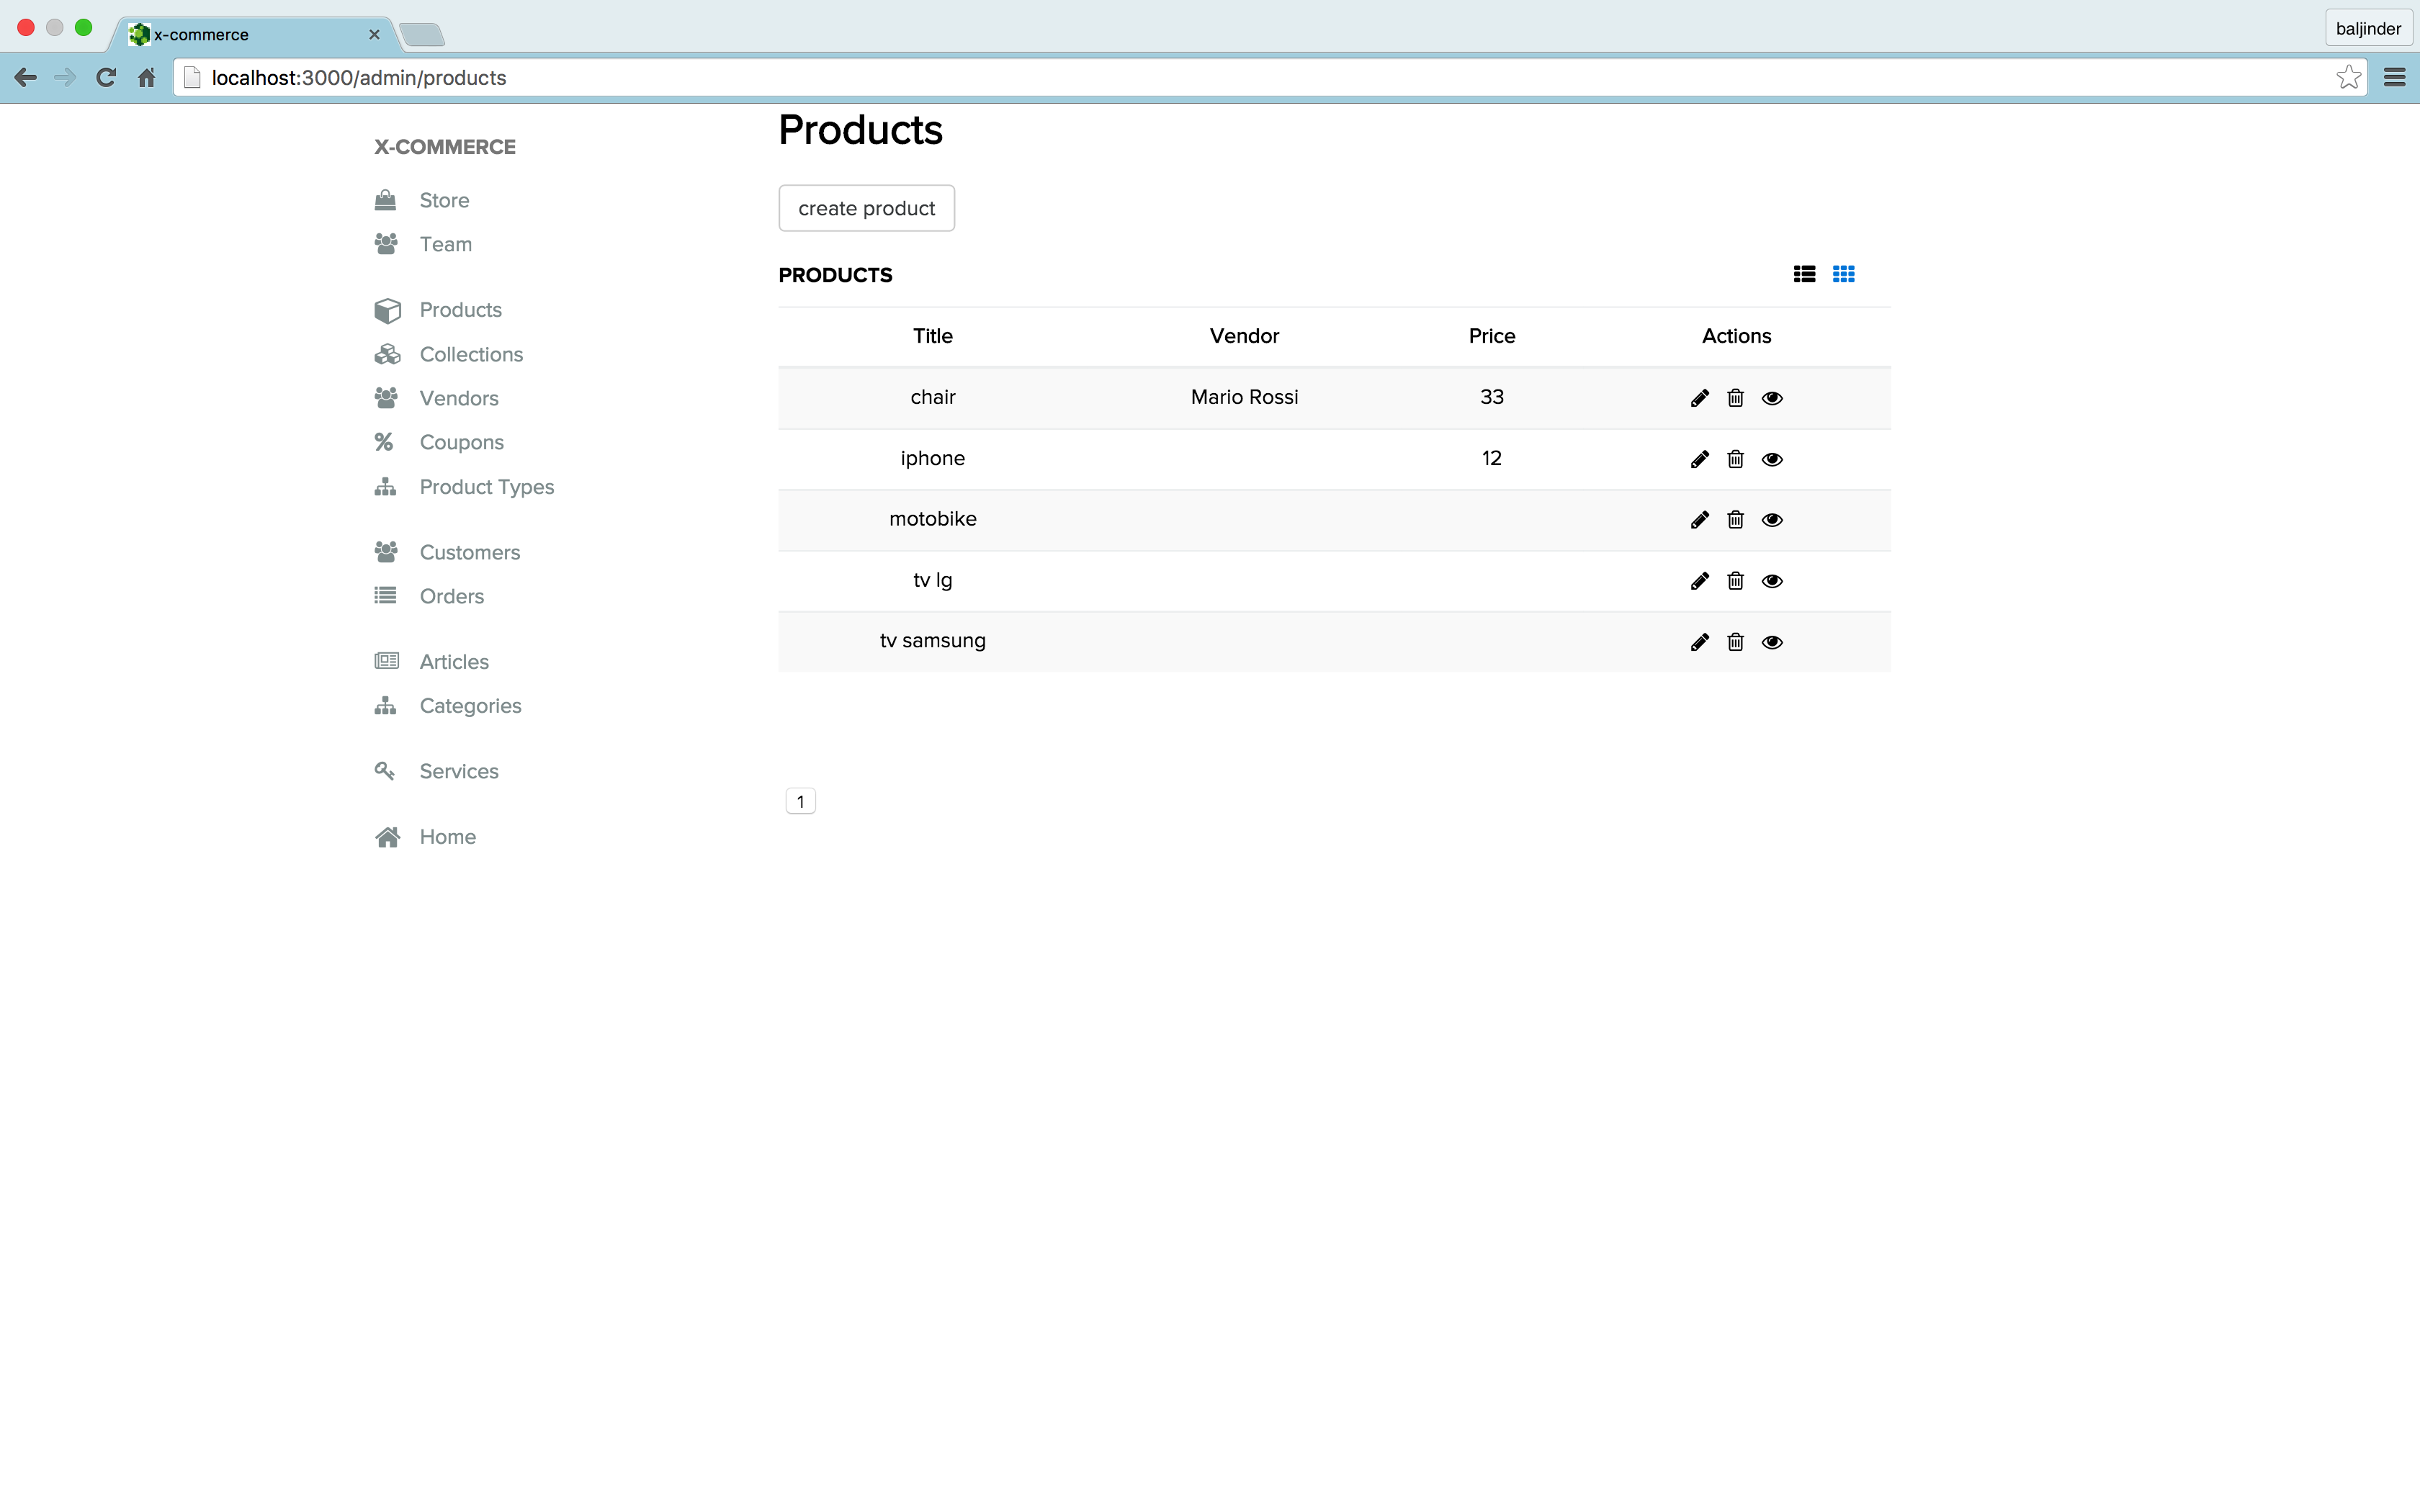 x-commerce
baljinder
localhost:3000/admin/products
X-COMMERCE
Store
Team
Products
Collections
Vendors
Coupons
Product Types
Customers
Orders
Articles
Categories
Services
Home
Products
create product
PRODUCTS
Title Vendor Price Actions
chair Mario Rossi 33
iphone 12
motobike
tv lg
tv samsung
1